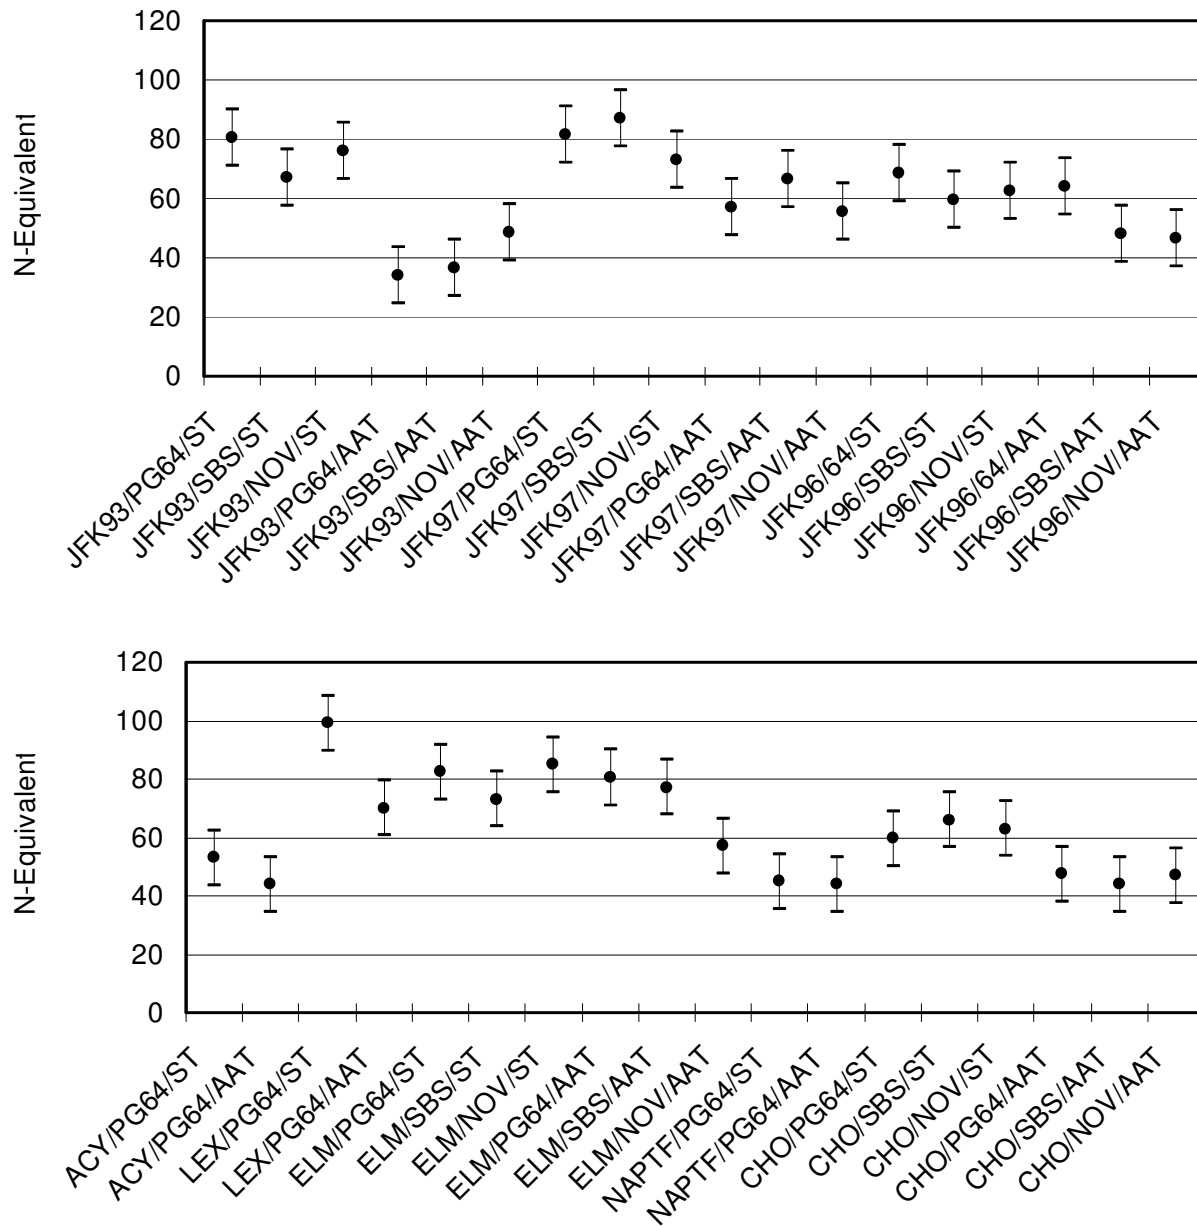 120
100
80
60
40
20
0
N-Equivalent
JFK93/PG64/ST
JFK93/SBS/ST
JFK93/NOV/ST
JFK93/PG64/AAT
JFK93/SBS/AAT
JFK93/NOV/AAT
JFK97/PG64/ST
JFK97/SBS/ST
JFK97/NOV/ST
JFK97/PG64/AAT
JFK97/SBS/AAT
JFK97/NOV/AAT
JFK96/64/ST
JFK96/SBS/ST
JFK96/NOV/ST
JFK96/64/AAT
JFK96/SBS/AAT
JFK96/NOV/AAT
120
100
80
60
40
20
0
N-Equivalent
ACY/PG64/ST
ACY/PG64/AAT
LEX/PG64/ST
LEX/PG64/AAT
ELM/PG64/ST
ELM/SBS/ST
ELM/NOV/ST
ELM/PG64/AAT
ELM/SBS/AAT
ELM/NOV/AAT
NAPTF/PG64/ST
NAPTF/PG64/AAT
CHO/PG64/ST
CHO/SBS/ST
CHO/NOV/ST
CHO/PG64/AAT
CHO/SBS/AAT
CHO/NOV/AAT